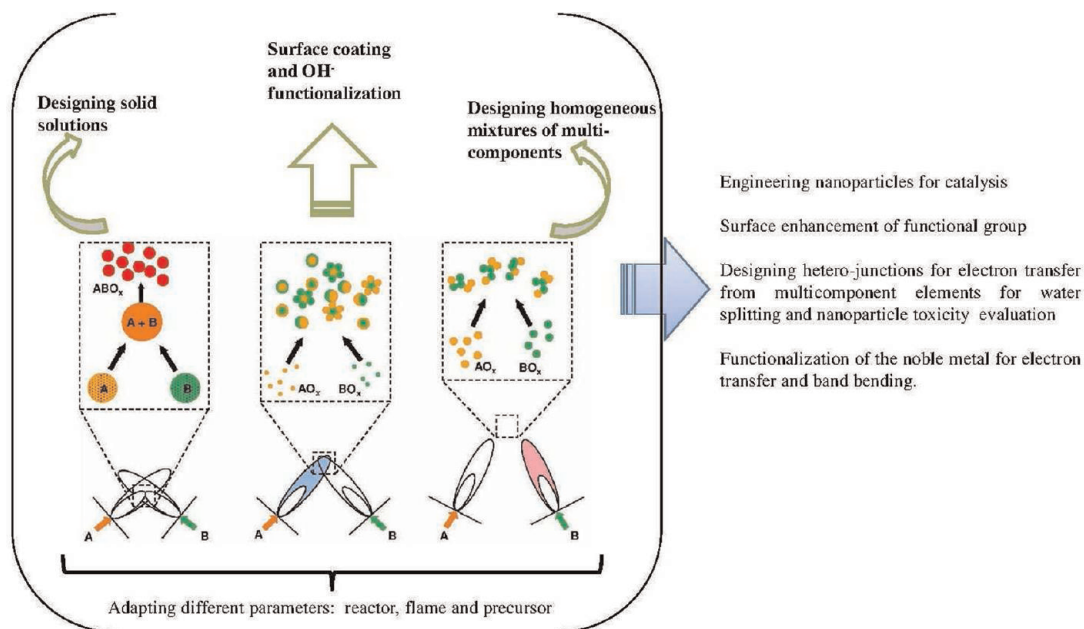 Designing solid
solutions
Surface coating
and OH-
functionalization
Designing homogeneous
mixtures of multi-
components
ABOx
A + B
A
B
AOx
BOx
AOx
BOx
A
B
A
B
A
B
Adapting different parameters: reactor, flame and precursor
Engineering nanoparticles for catalysis
Surface enhancement of functional group
Designing hetero-junctions for electron transfer
from multicomponent elements for water
splitting and nanoparticle toxicity evaluation
Functionalization of the noble metal for electron
transfer and band bending.